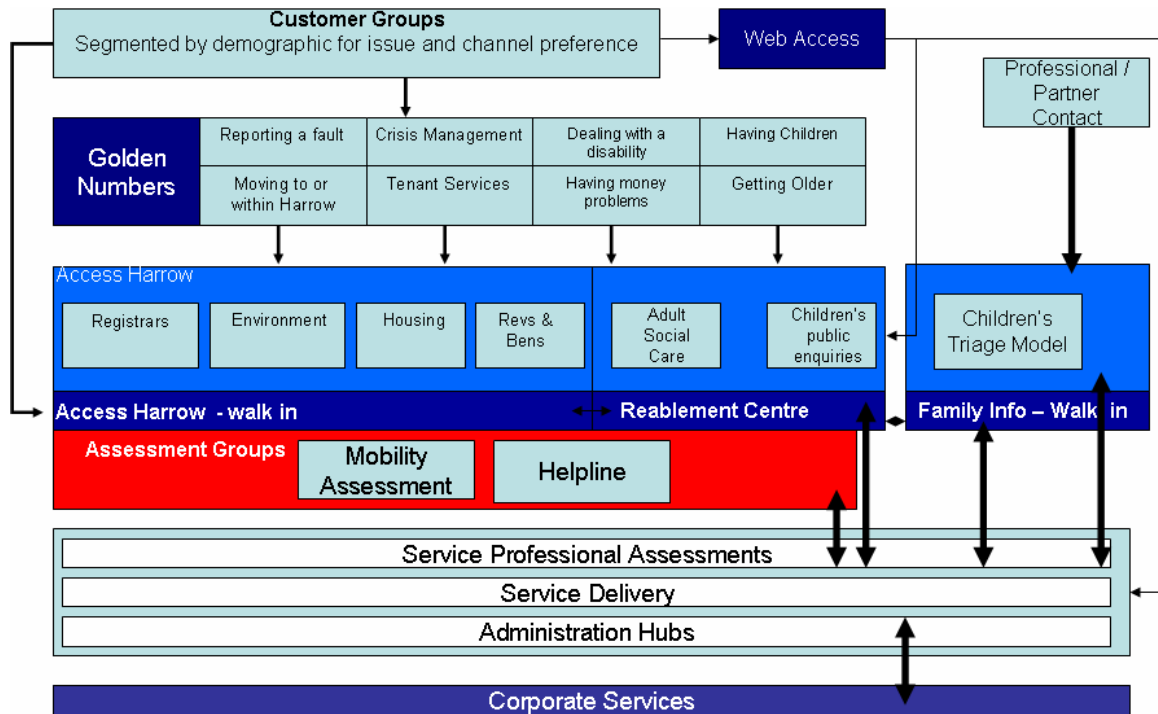 Customer Groups
Segmented by demographic for issue and channel preference
Web Access
Professional /
Partner
Contact
Golden
Numbers
Reporting a fault
Crisis Management
Dealing with a
disability
Having Children
Moving to or
within Harrow
Tenant Services
Having money
problems
Getting Older
Access Harrow
Registrars
Environment
Housing
Revs &
Bens
Adult
Social
Care
Children's
public
enquiries
Children's
Triage Model
Access Harrow - walk in
Reablement Centre
Family Info – Walk in
Assessment Groups
Mobility
Assessment
Helpline
Service Professional Assessments
Service Delivery
Administration Hubs
Corporate Services